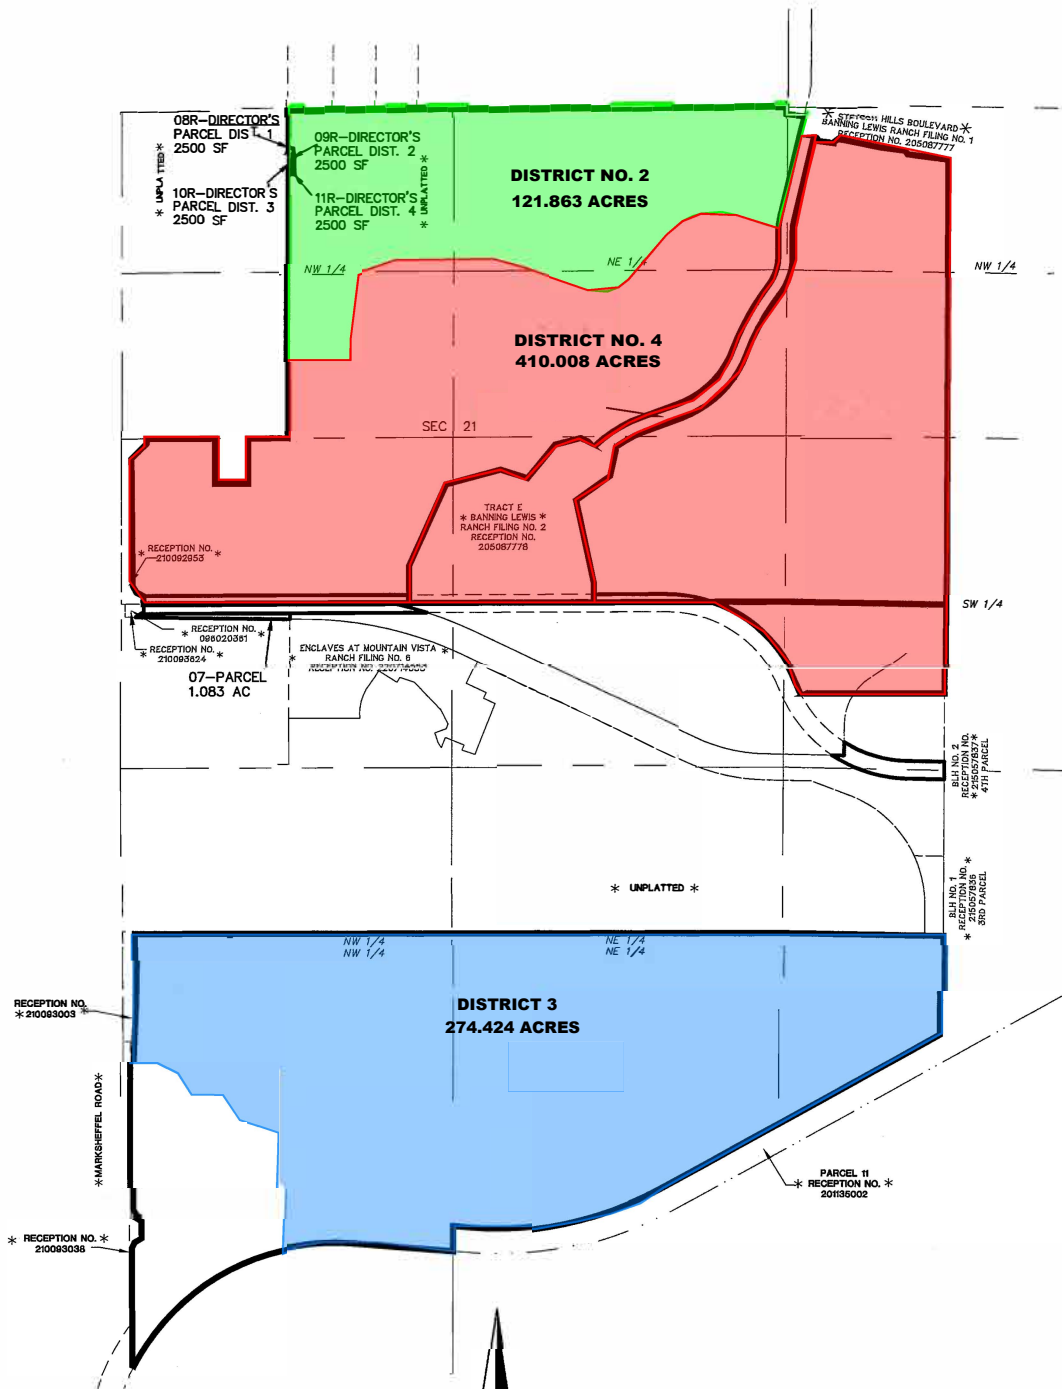 08R-DIRECTOR'S
PARCEL DIST. 1
2500 SF
09R-DIRECTOR'S
PARCEL DIST. 2
2500 SF
10R-DIRECTOR'S
PARCEL DIST. 3
2500 SF
11R-DIRECTOR'S
PARCEL DIST. 4
2500 SF
* UNPLATTED *
* UNPLATTED *
DISTRICT NO. 2
121.863 ACRES
* HILLS BOULEVARD *
BANNING LEWIS RANCH FILING NO. 1
RECEPTION NO. 205087777
NW 1/4
NE 1/4
NW 1/4
DISTRICT NO. 4
410.008 ACRES
SEC 21
TRACT E
* BANNING LEWIS *
RANCH FILING NO. 2
RECEPTION NO.
205087778
* RECEPTION NO. *
210092953
SW 1/4
* RECEPTION NO. *
096020361
* RECEPTION NO. *
210093624
07-PARCEL
1.083 AC
ENCLAVES AT MOUNTAIN VISTA
* RANCH FILING NO. 6 *
RECEPTION NO.
BLH NO. 2
RECEPTION NO.
* 215057837 *
4TH PARCEL
* UNPLATTED *
BLH NO. 1
* RECEPTION NO. *
215057836
3RD PARCEL
NW 1/4
NW 1/4
NE 1/4
NE 1/4
DISTRICT 3
274.424 ACRES
RECEPTION NO.
* 210093003 *
* MARKSHEFFEL ROAD *
PARCEL 11
* RECEPTION NO. *
201135002
* RECEPTION NO. *
210093036